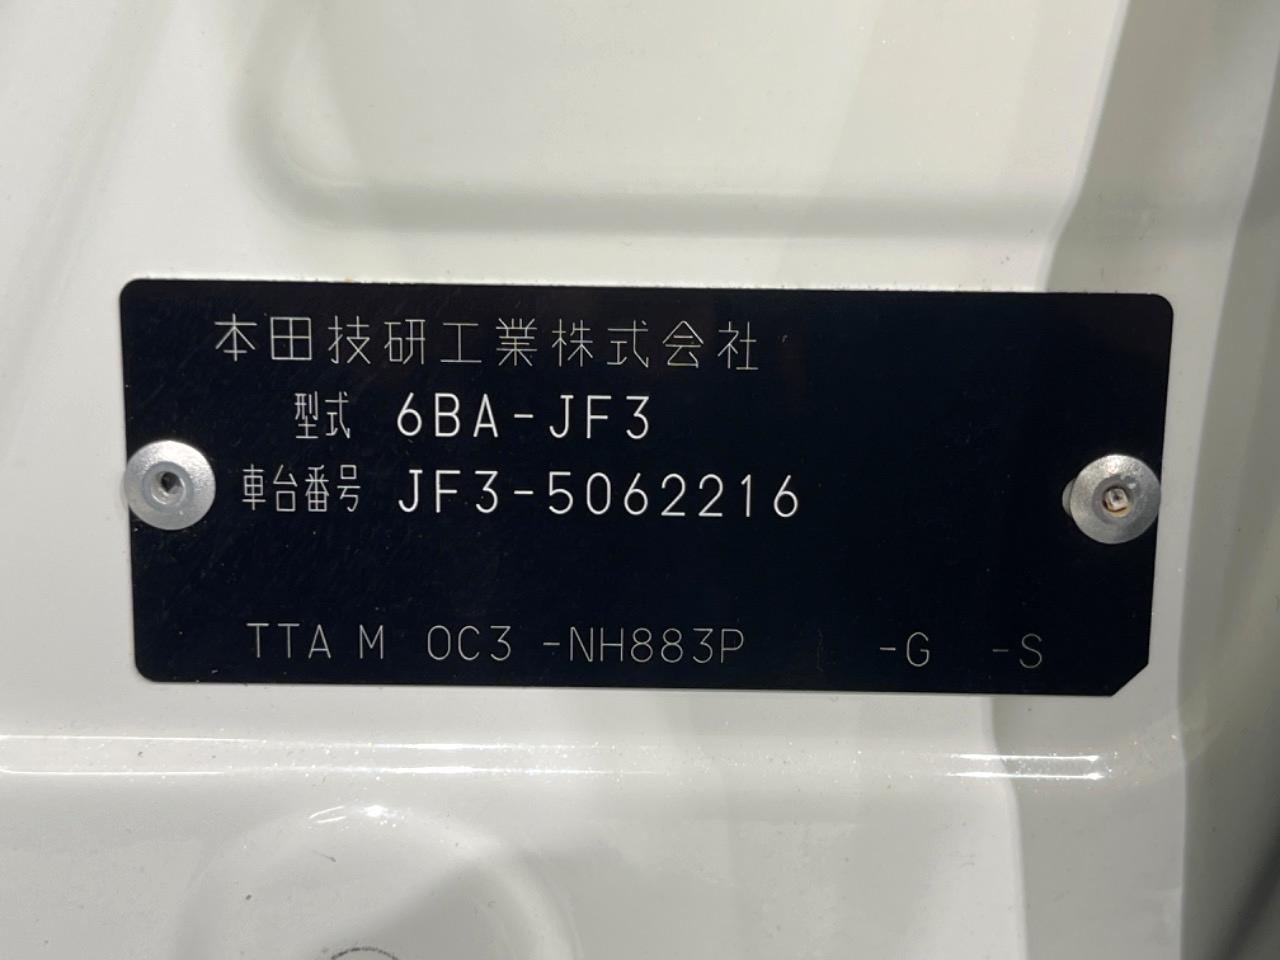 本田技研工業株式会社
型式 6BA-JF3
車台番号 JF3-5062216
TTA M 0C3 -NH883P -G -S